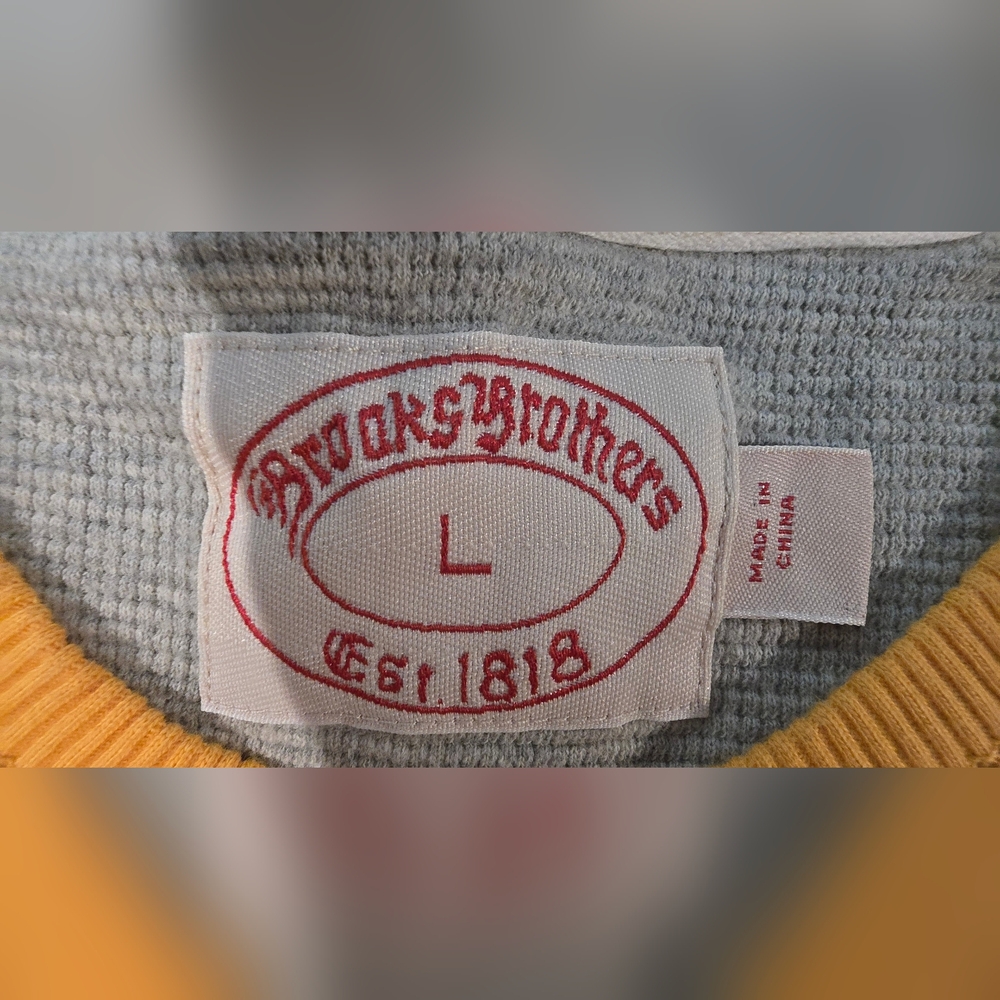 Brooks Brothers
L
Est. 1818
MADE IN
CHINA